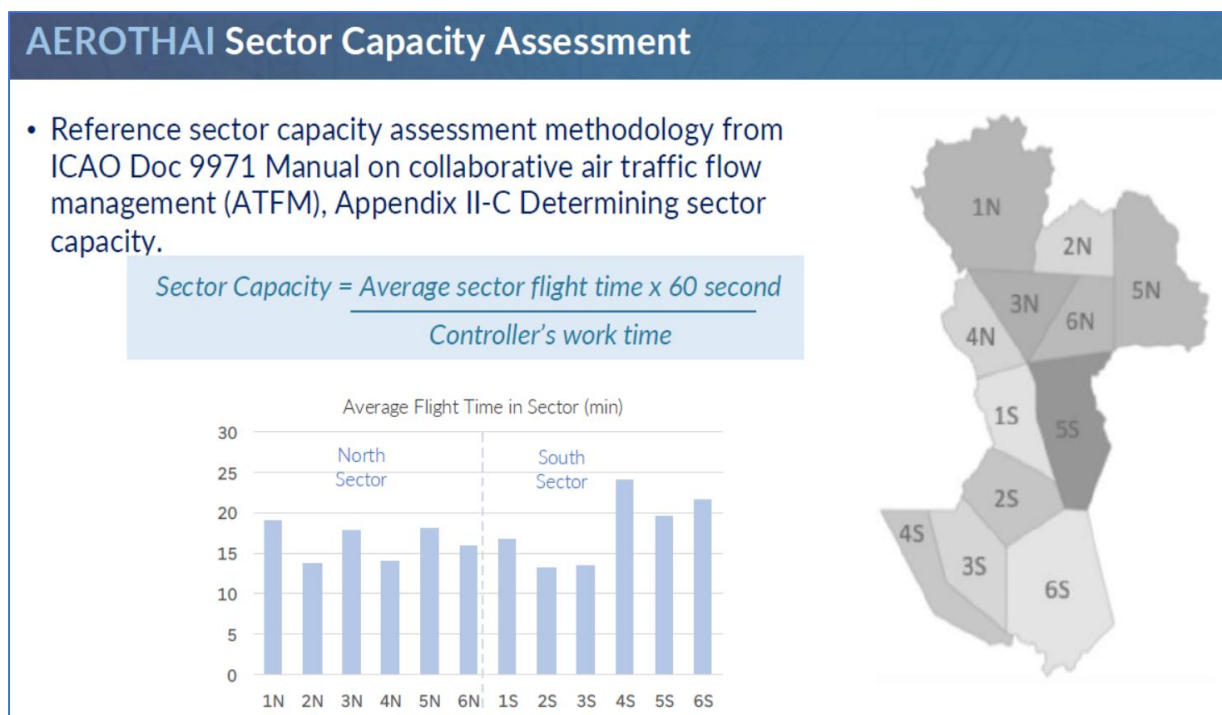 AEROTHAI Sector Capacity Assessment
• Reference sector capacity assessment methodology from
ICAO Doc 9971 Manual on collaborative air traffic flow
management (ATFM), Appendix II-C Determining sector
capacity.
Sector Capacity = Average sector flight time x 60 second
Controller's work time
Average Flight Time in Sector (min)
30
25
20
15
10
5
0
North
Sector
South
Sector
1N 2N 3N 4N 5N 6N 1S 2S 3S 4S 5S 6S
1N
2N
5N
3N
6N
4N
1S
5S
2S
4S
3S
6S